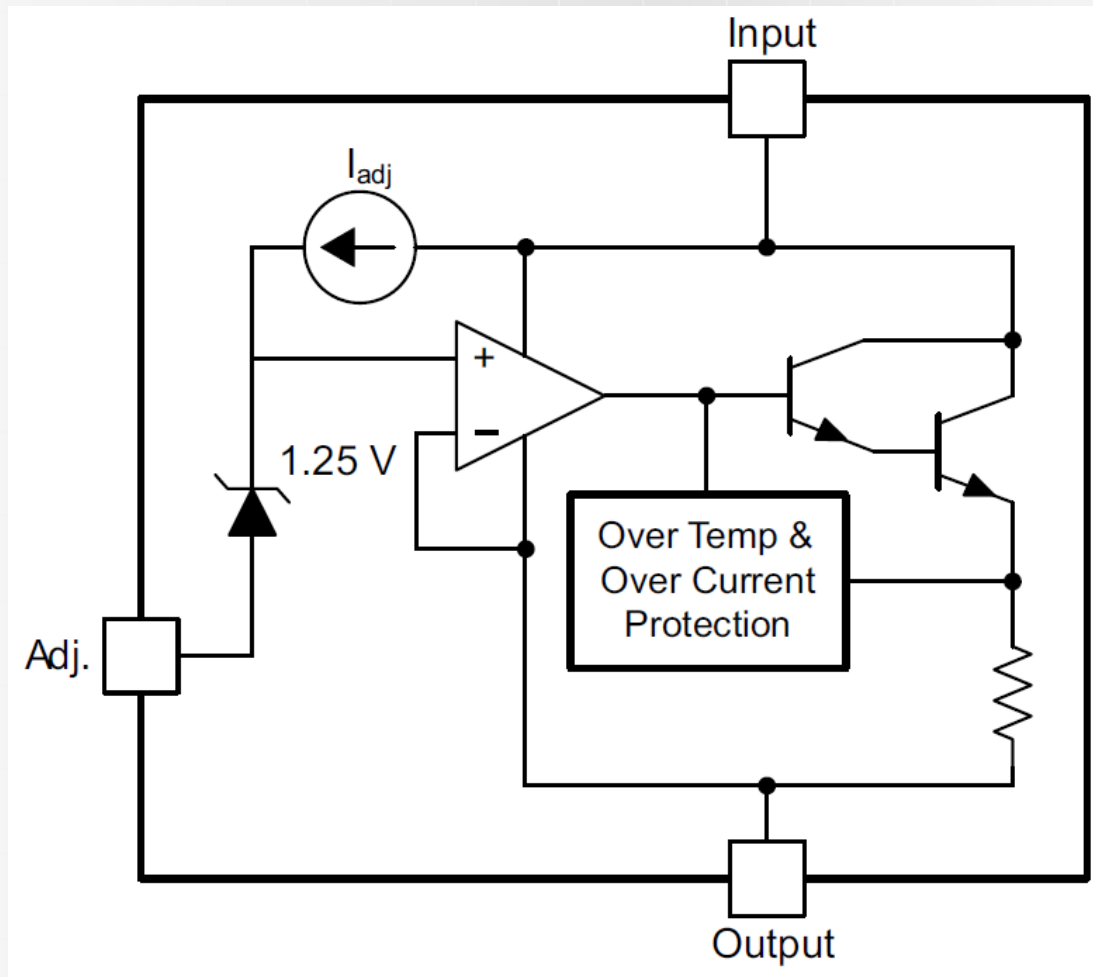 Input
I_adj
+
−
1.25 V
Over Temp &
Over Current
Protection
Adj.
Output